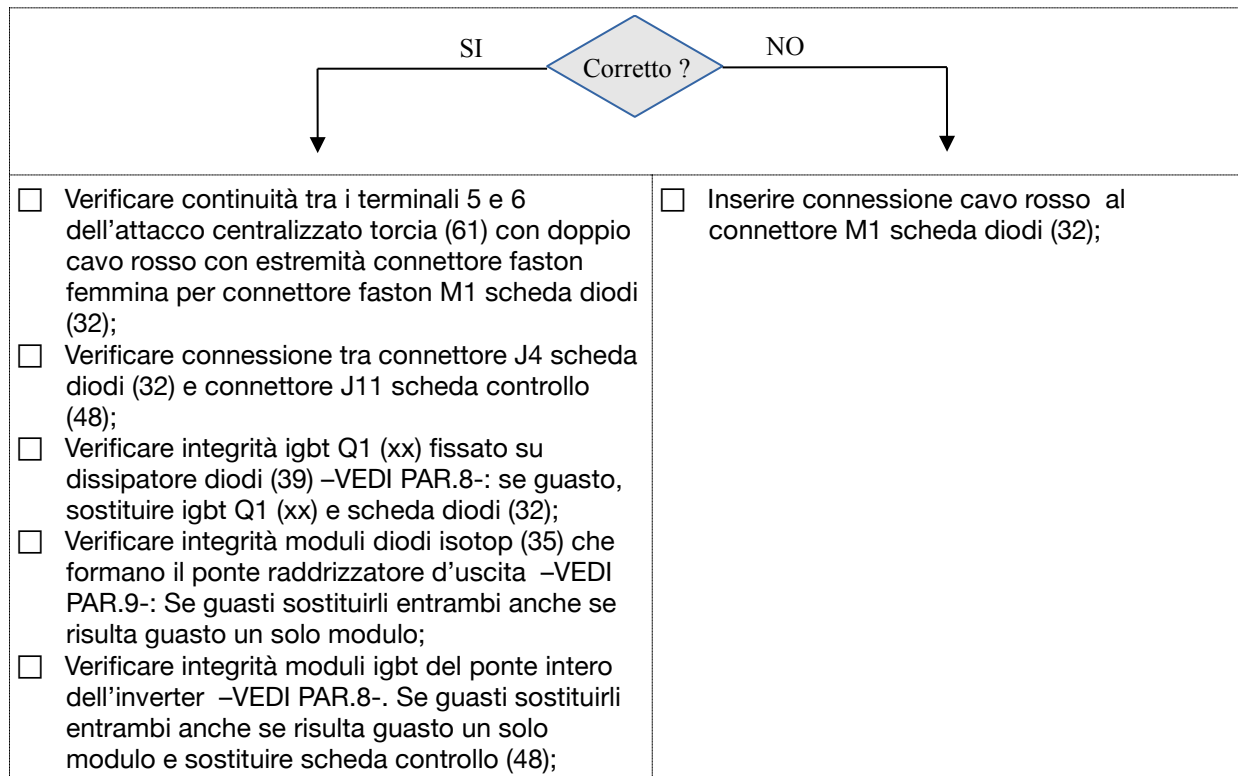 SI
Corretto ?
NO
Verificare continuità tra i terminali 5 e 6
dell’attacco centralizzato torcia (61) con doppio
cavo rosso con estremità connettore faston
femmina per connettore faston M1 scheda diodi
(32);
Verificare connessione tra connettore J4 scheda
diodi (32) e connettore J11 scheda controllo
(48);
Verificare integrità igbt Q1 (xx) fissato su
dissipatore diodi (39) –VEDI PAR.8-: se guasto,
sostituire igbt Q1 (xx) e scheda diodi (32);
Verificare integrità moduli diodi isotop (35) che
formano il ponte raddrizzatore d’uscita –VEDI
PAR.9-: Se guasti sostituirli entrambi anche se
risulta guasto un solo modulo;
Verificare integrità moduli igbt del ponte intero
dell’inverter –VEDI PAR.8-. Se guasti sostituirli
entrambi anche se risulta guasto un solo
modulo e sostituire scheda controllo (48);
Inserire connessione cavo rosso al
connettore M1 scheda diodi (32);